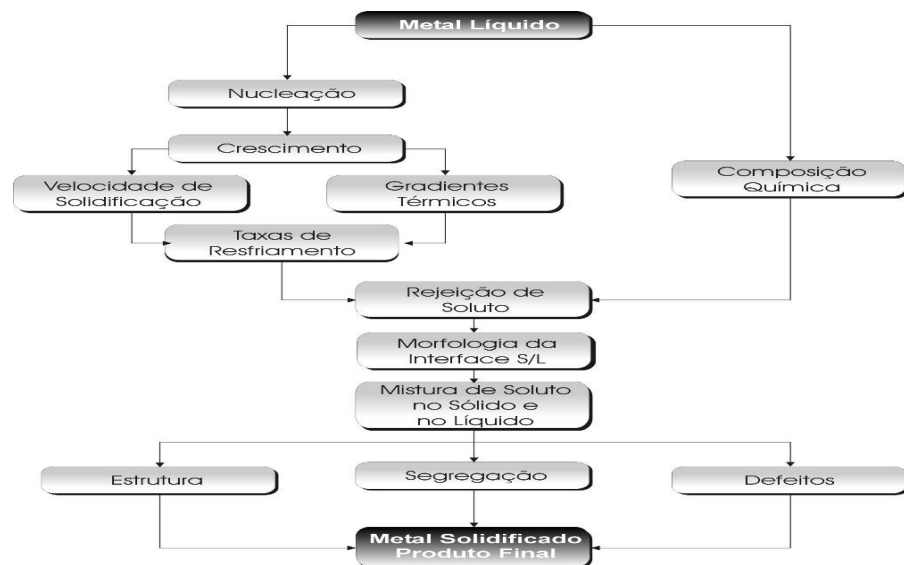 Metal Líquido
Nucleação
Crescimento
Velocidade de
Solidificação
Gradientes
Térmicos
Composição
Química
Taxas de
Resfriamento
Rejeição de
Soluto
Morfologia da
Interface S/L
Mistura de Soluto
no Sólido e
no Líquido
Estrutura
Segregação
Defeitos
Metal Solidificado
Produto Final